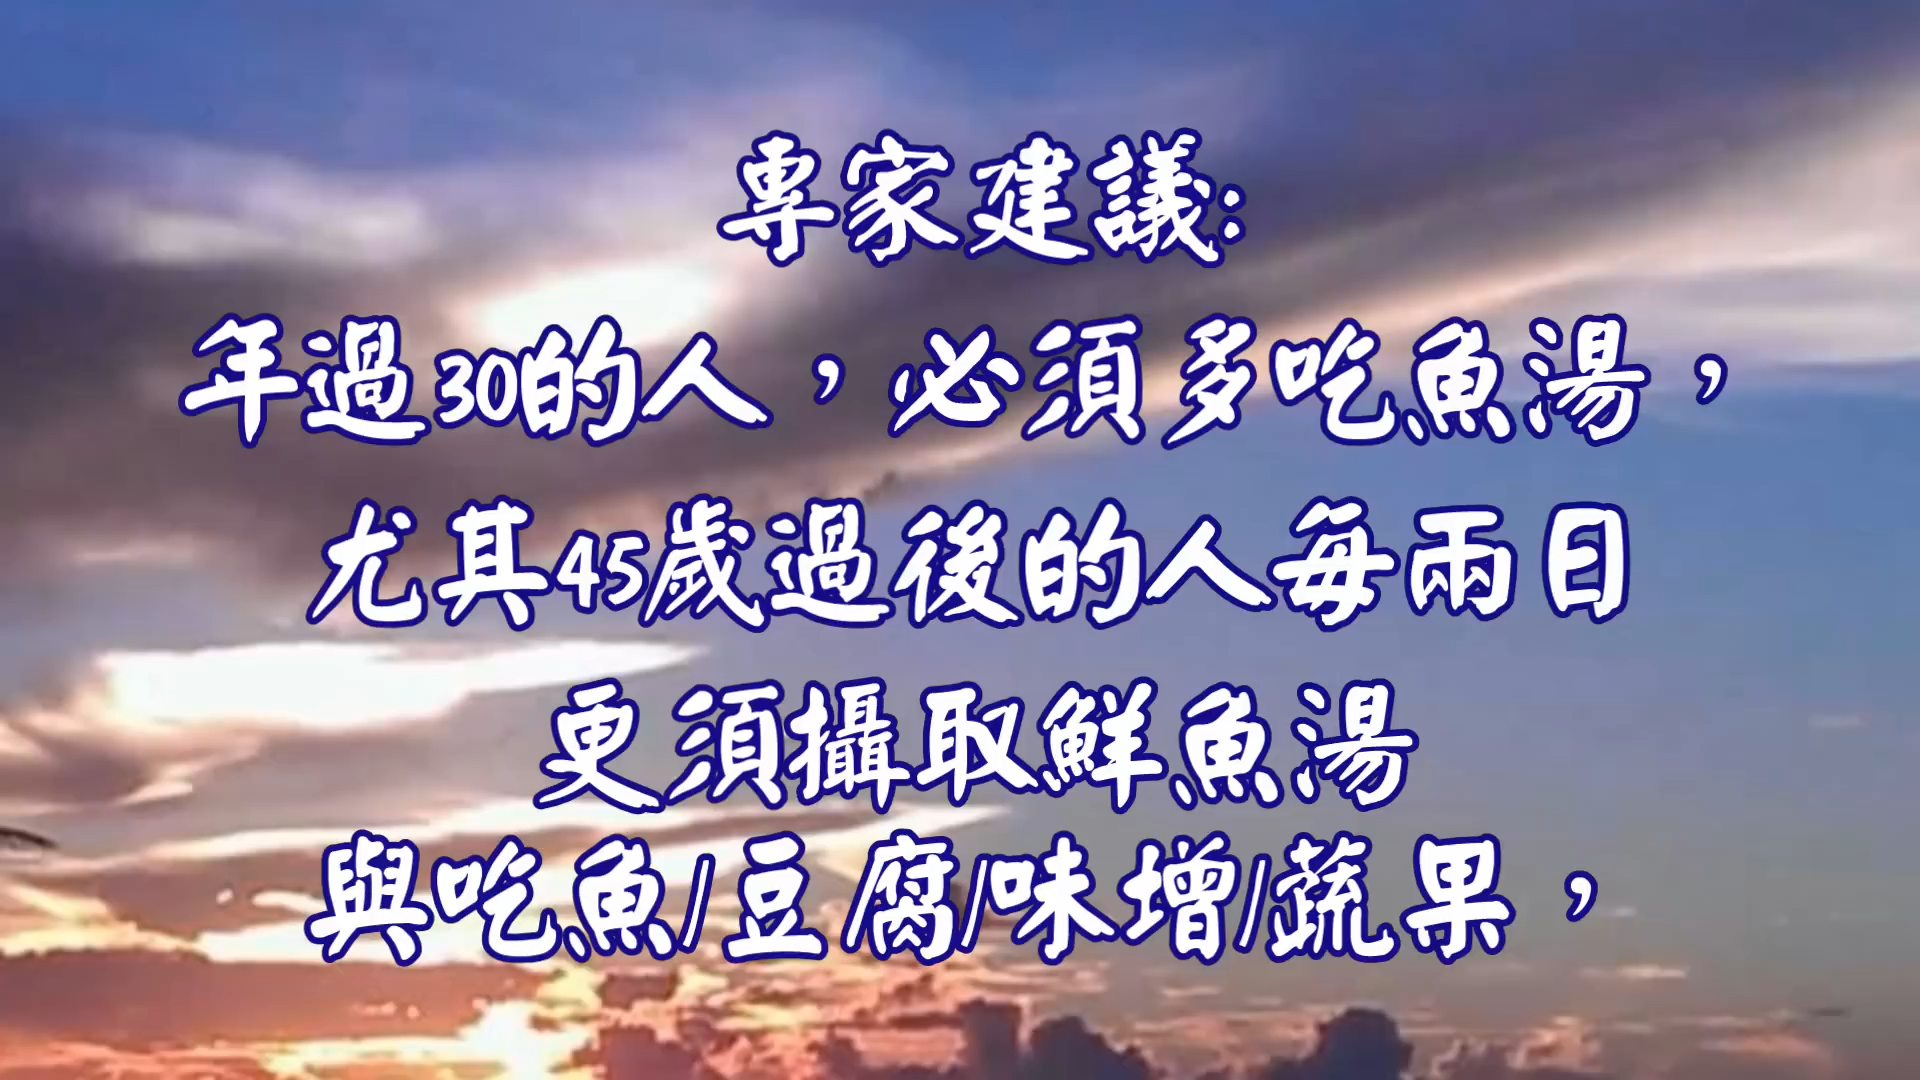 專家建議:
年過30的人，必須多吃魚湯，
尤其45歲過後的人每兩日
更須攝取鮮魚湯
與吃魚/豆腐/味增/蔬果，